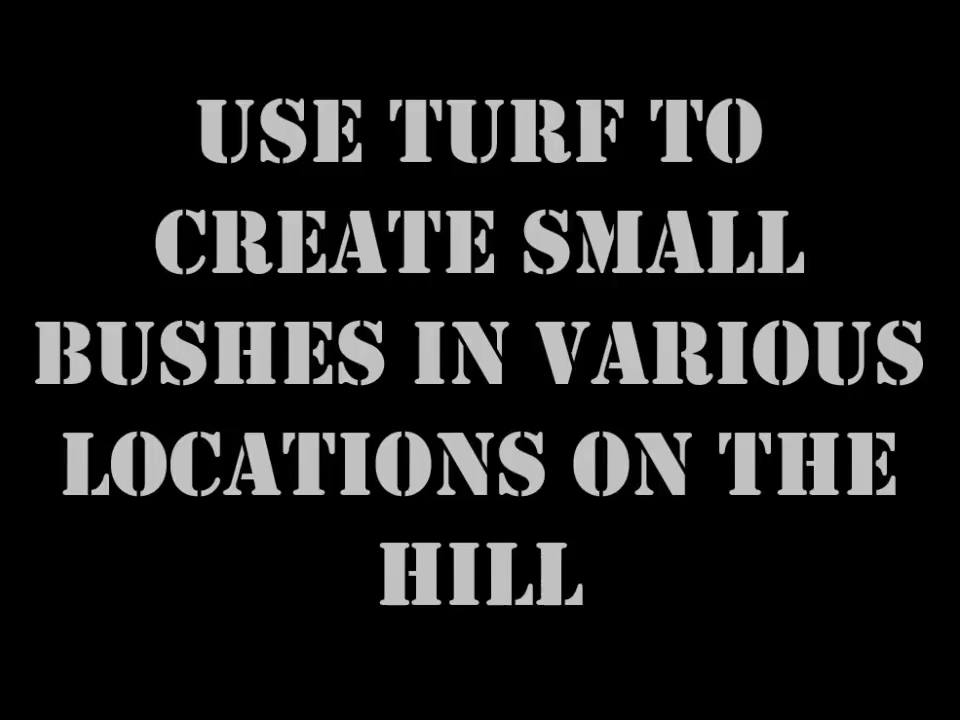 USE TURF TO
CREATE SMALL
BUSHES IN VARIOUS
LOCATIONS ON THE
HILL